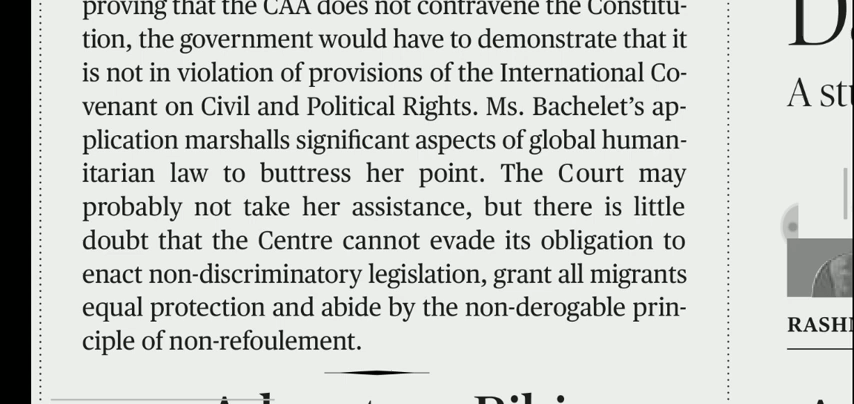 proving that the CAA does not contravene the Constitu-
tion, the government would have to demonstrate that it
is not in violation of provisions of the International Co-
venant on Civil and Political Rights. Ms. Bachelet's ap-
plication marshalls significant aspects of global human-
itarian law to buttress her point. The Court may
probably not take her assistance, but there is little
doubt that the Centre cannot evade its obligation to
enact non-discriminatory legislation, grant all migrants
equal protection and abide by the non-derogable prin-
ciple of non-refoulement.
A